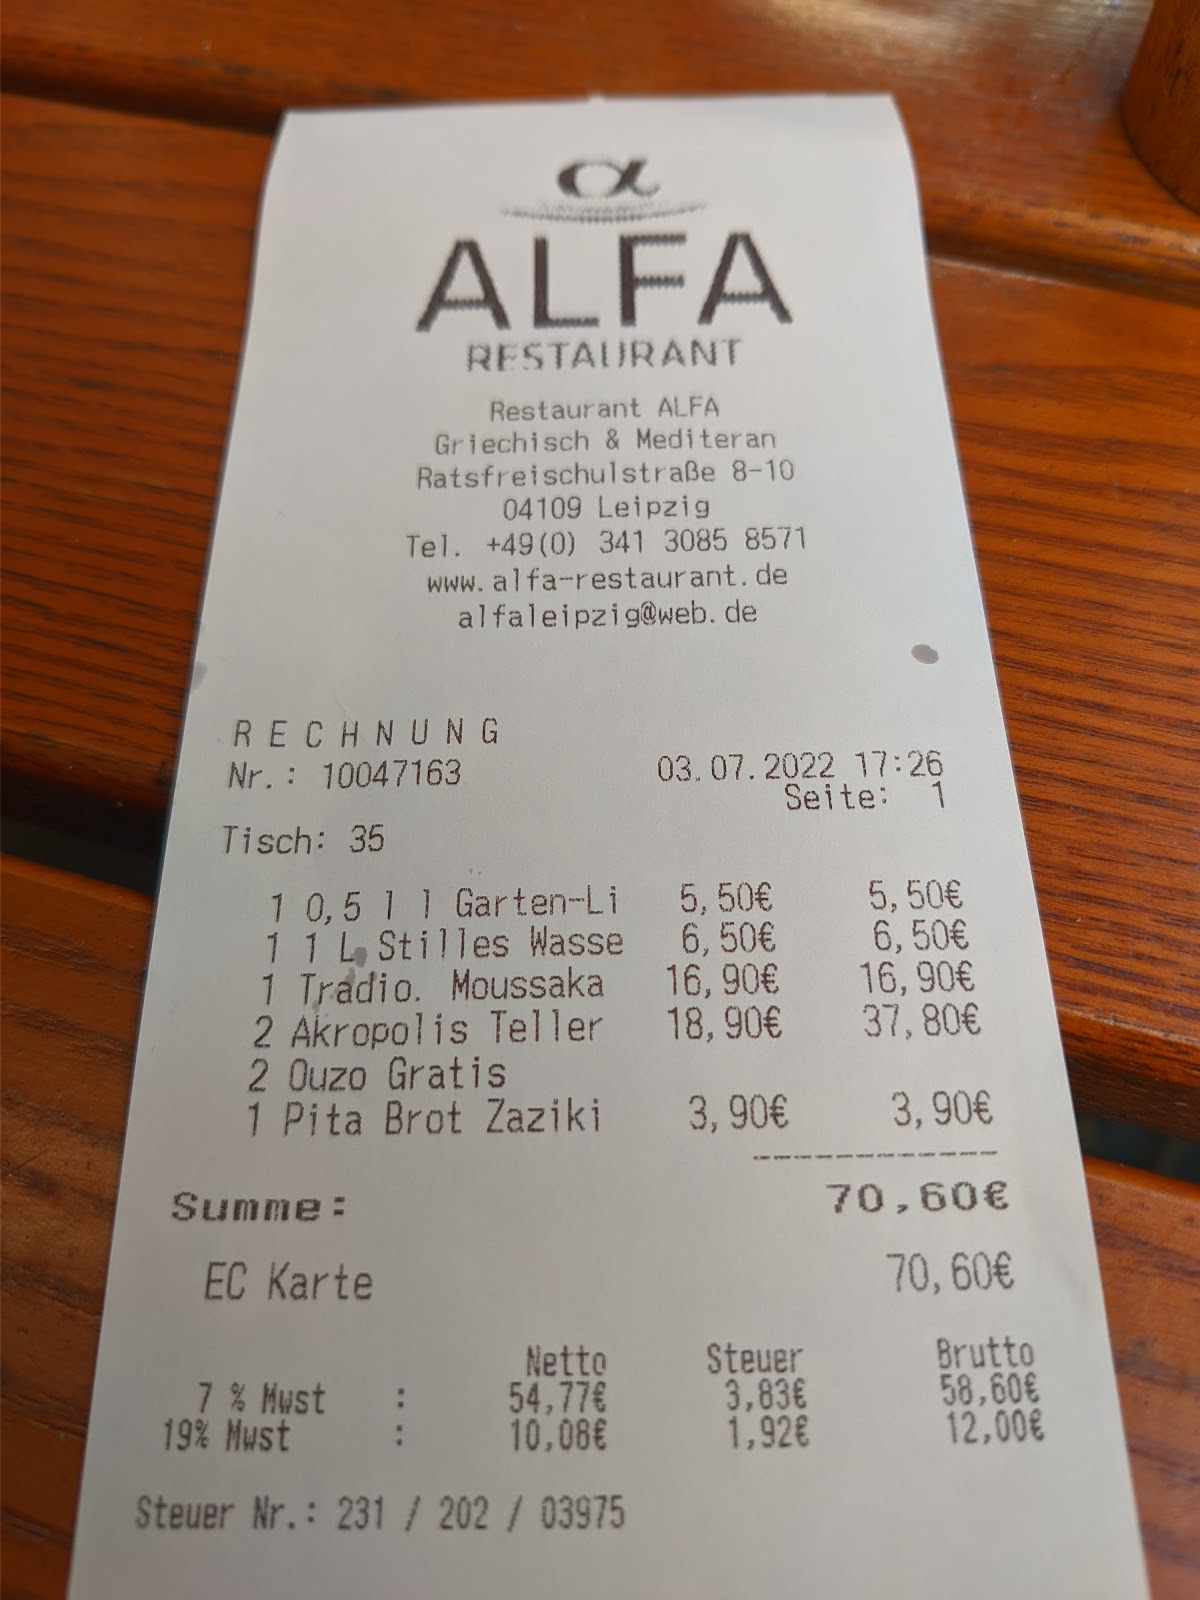 α
ALFA
RESTAURANT
Restaurant ALFA
Griechisch & Mediteran
Ratsfreischulstraße 8-10
04109 Leipzig
Tel. +49(0) 341 3085 8571
www.alfa-restaurant.de
alfaleipzig@web.de
R E C H N U N G
Nr.: 10047163 03.07.2022 17:26
Seite: 1
Tisch: 35
1 0,5 l l Garten-Li 5,50€ 5,50€
1 1 L Stilles Wasse 6,50€ 6,50€
1 Tradio. Moussaka 16,90€ 16,90€
2 Akropolis Teller 18,90€ 37,80€
2 Ouzo Gratis
1 Pita Brot Zaziki 3,90€ 3,90€
Summe: 70,60€
EC Karte 70,60€
Netto Steuer Brutto
7 % Mwst : 54,77€ 3,83€ 58,60€
19% Mwst : 10,08€ 1,92€ 12,00€
Steuer Nr.: 231 / 202 / 03975